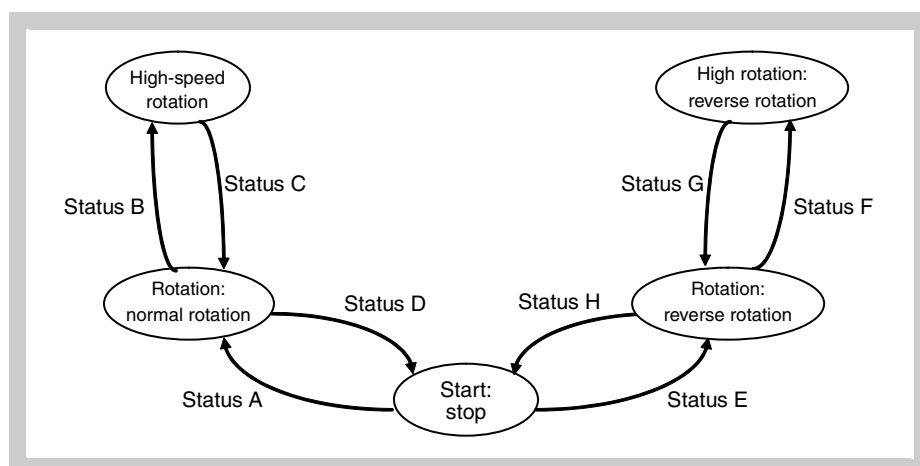 High-speed
rotation
High rotation:
reverse rotation
Status C
Status B
Status G
Status F
Rotation:
normal rotation
Status D
Status H
Rotation:
reverse rotation
Status A
Start:
stop
Status E